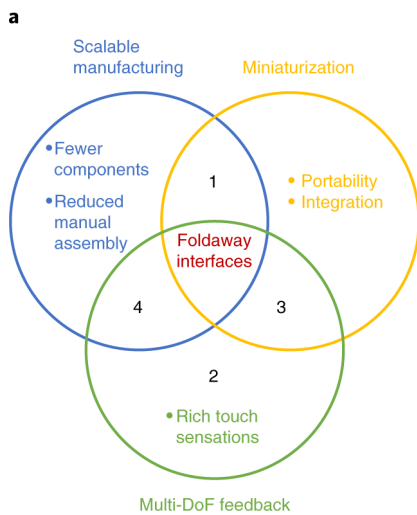 a
Scalable
manufacturing
Miniaturization
•Fewer
components
•Reduced
manual
assembly
1
• Portability
• Integration
Foldaway
interfaces
4
3
2
•Rich touch
sensations
Multi-DoF feedback